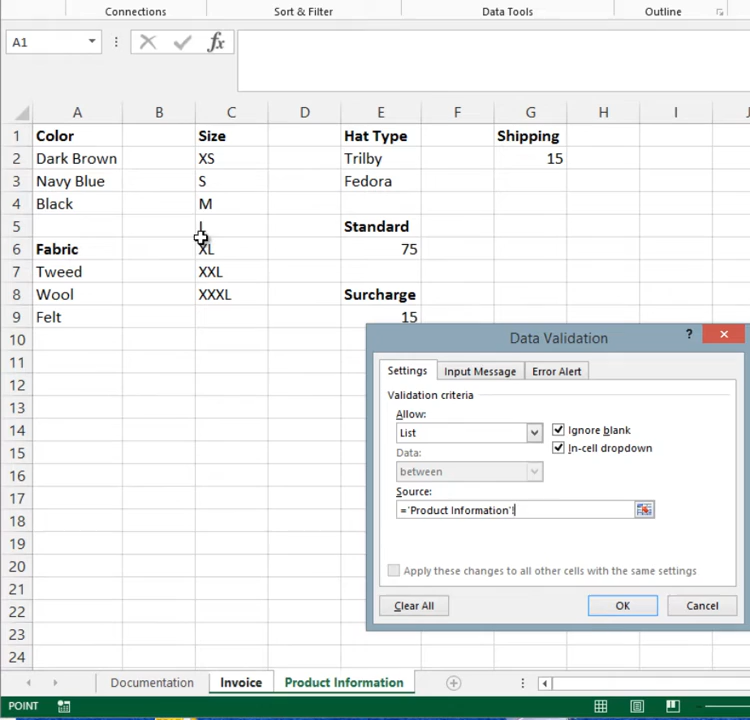 Connections Sort & Filter Data Tools Outline
A1 fx
A B C D E F G H I J
1 Color Size Hat Type Shipping
2 Dark Brown XS Trilby 15
3 Navy Blue S Fedora
4 Black M
5 L Standard
6 Fabric XL 75
7 Tweed XXL
8 Wool XXXL Surcharge
9 Felt 15
10
11
12
13
14
15
16
17
18
19
20
21
22
23
24
Data Validation ?
Settings Input Message Error Alert
Validation criteria
Allow:
List Ignore blank
Data: In-cell dropdown
between
Source:
='Product Information'!
Apply these changes to all other cells with the same settings
Clear All OK Cancel
Documentation Invoice Product Information
POINT